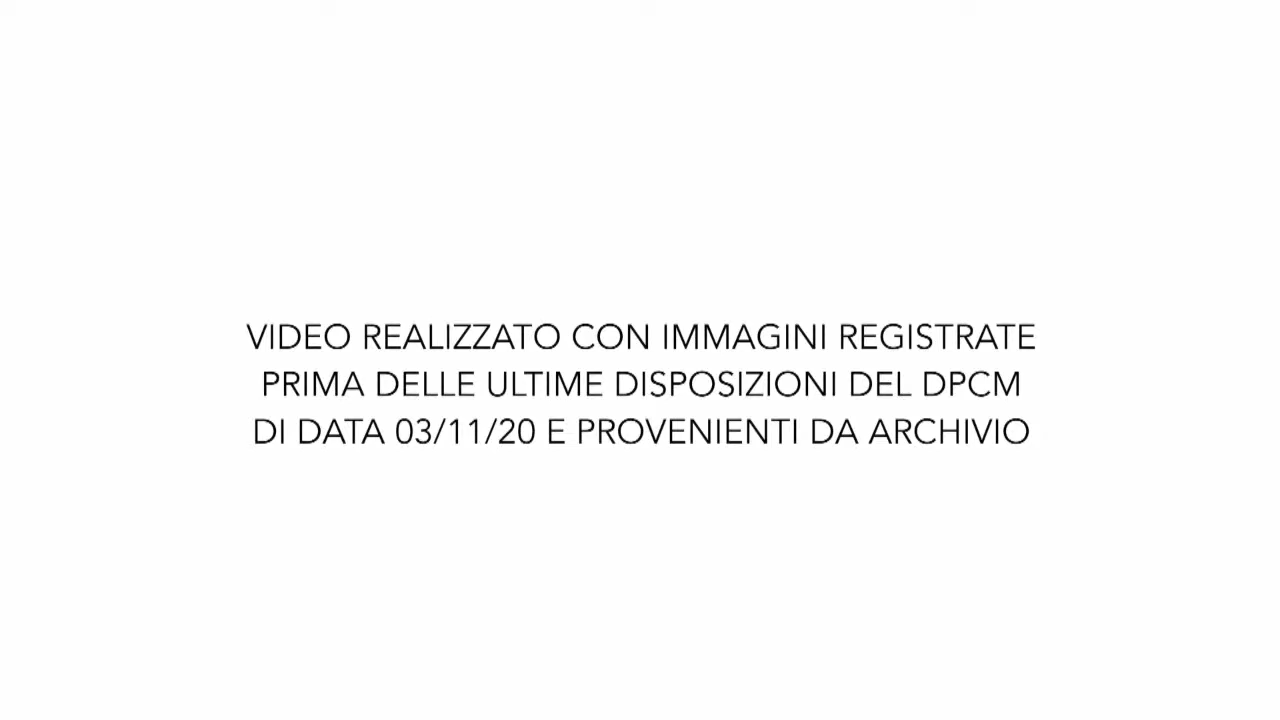 VIDEO REALIZZATO CON IMMAGINI REGISTRATE
PRIMA DELLE ULTIME DISPOSIZIONI DEL DPCM
DI DATA 03/11/20 E PROVENIENTI DA ARCHIVIO